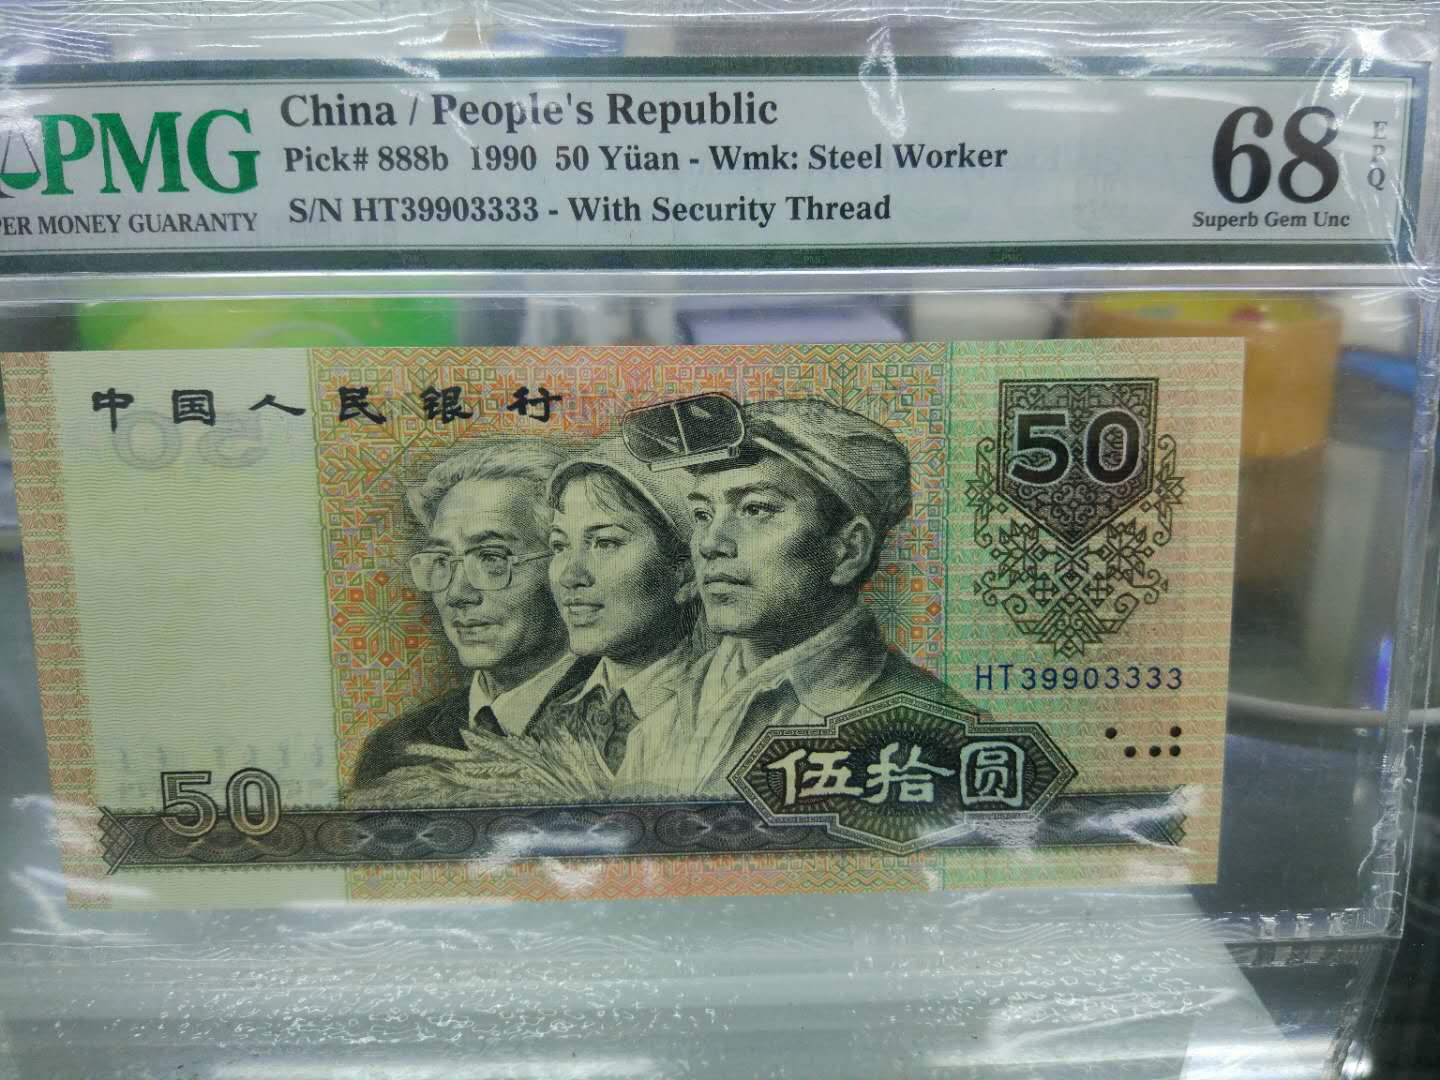 China / People's Republic
PMG
Pick# 888b 1990 50 Yüan - Wmk: Steel Worker
68
EPQ
S/N HT39903333 - With Security Thread
PER MONEY GUARANTY
Superb Gem Unc
中国人民银行
50
HT39903333
伍拾圆
50